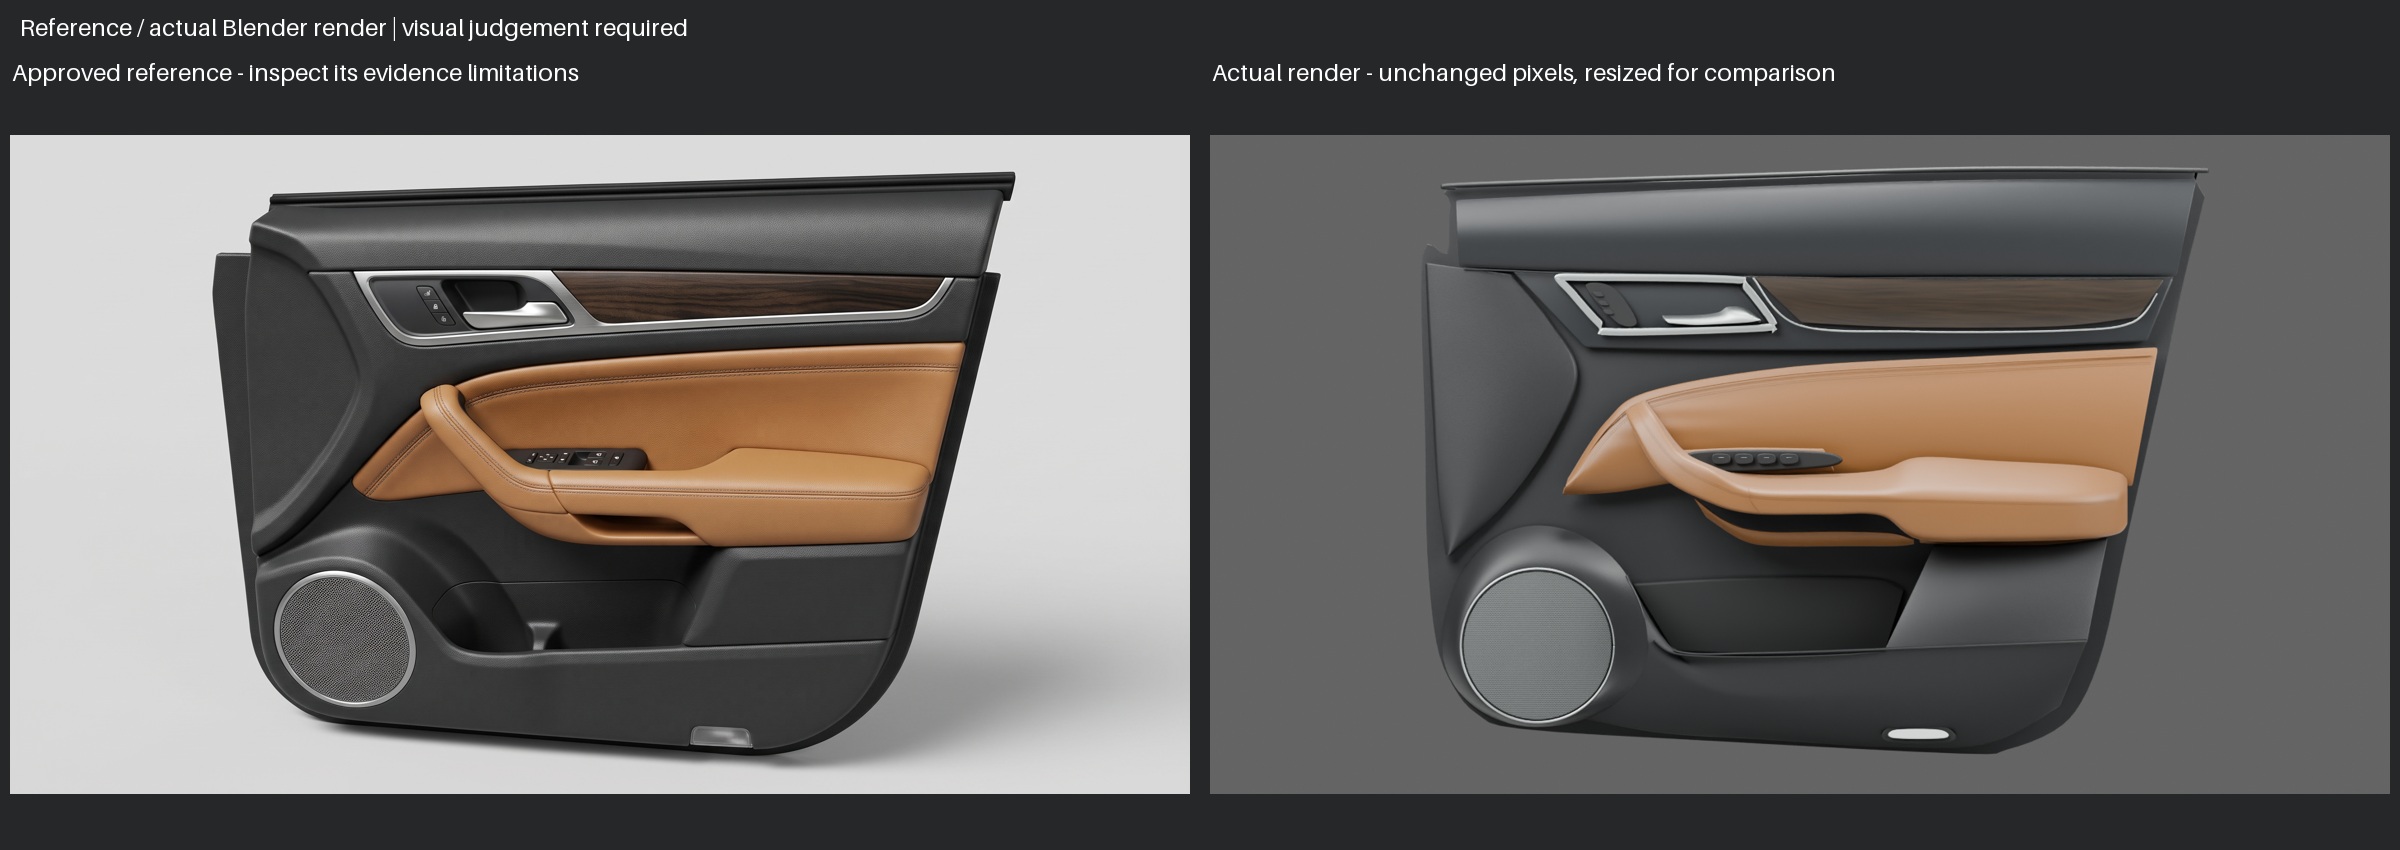 Reference / actual Blender render | visual judgement required
Approved reference - inspect its evidence limitations
Actual render - unchanged pixels, resized for comparison